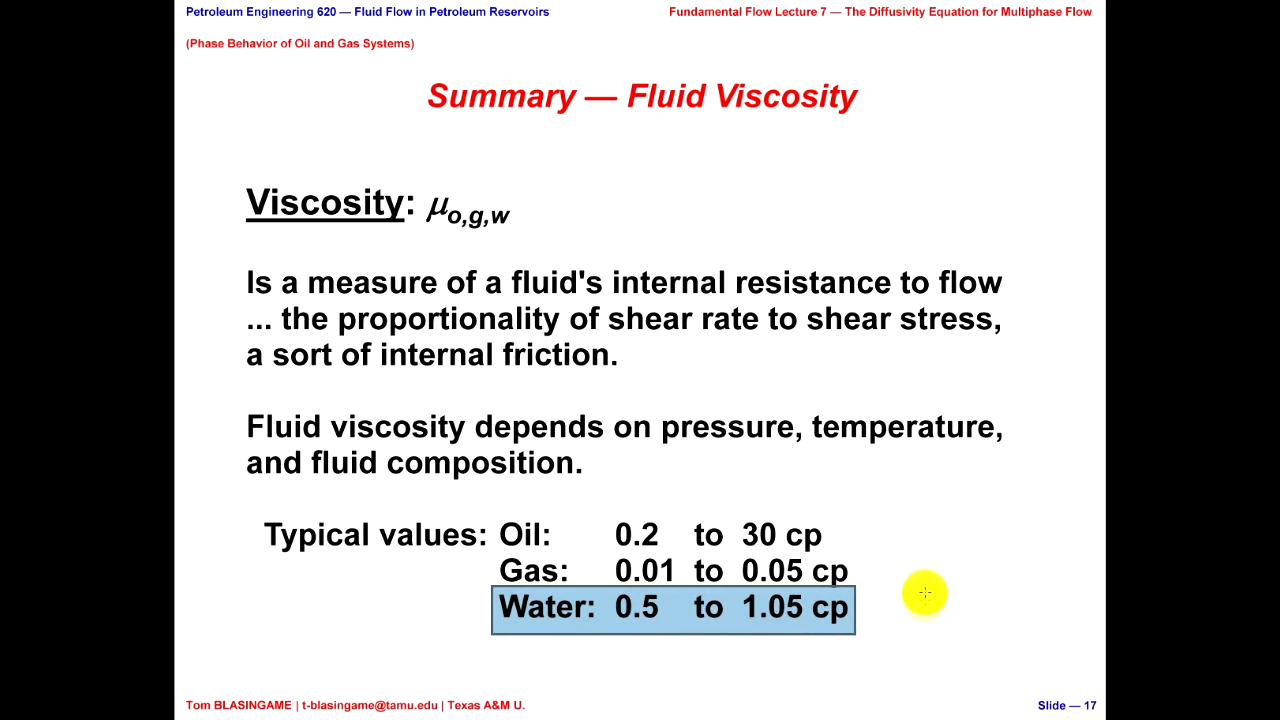 Petroleum Engineering 620 — Fluid Flow in Petroleum Reservoirs
Fundamental Flow Lecture 7 — The Diffusivity Equation for Multiphase Flow
(Phase Behavior of Oil and Gas Systems)
Summary — Fluid Viscosity
Viscosity: μo,g,w
Is a measure of a fluid's internal resistance to flow
... the proportionality of shear rate to shear stress,
a sort of internal friction.
Fluid viscosity depends on pressure, temperature,
and fluid composition.
Typical values: Oil: 0.2 to 30 cp
Gas: 0.01 to 0.05 cp
Water: 0.5 to 1.05 cp
Tom BLASINGAME | t-blasingame@tamu.edu | Texas A&M U.
Slide — 17